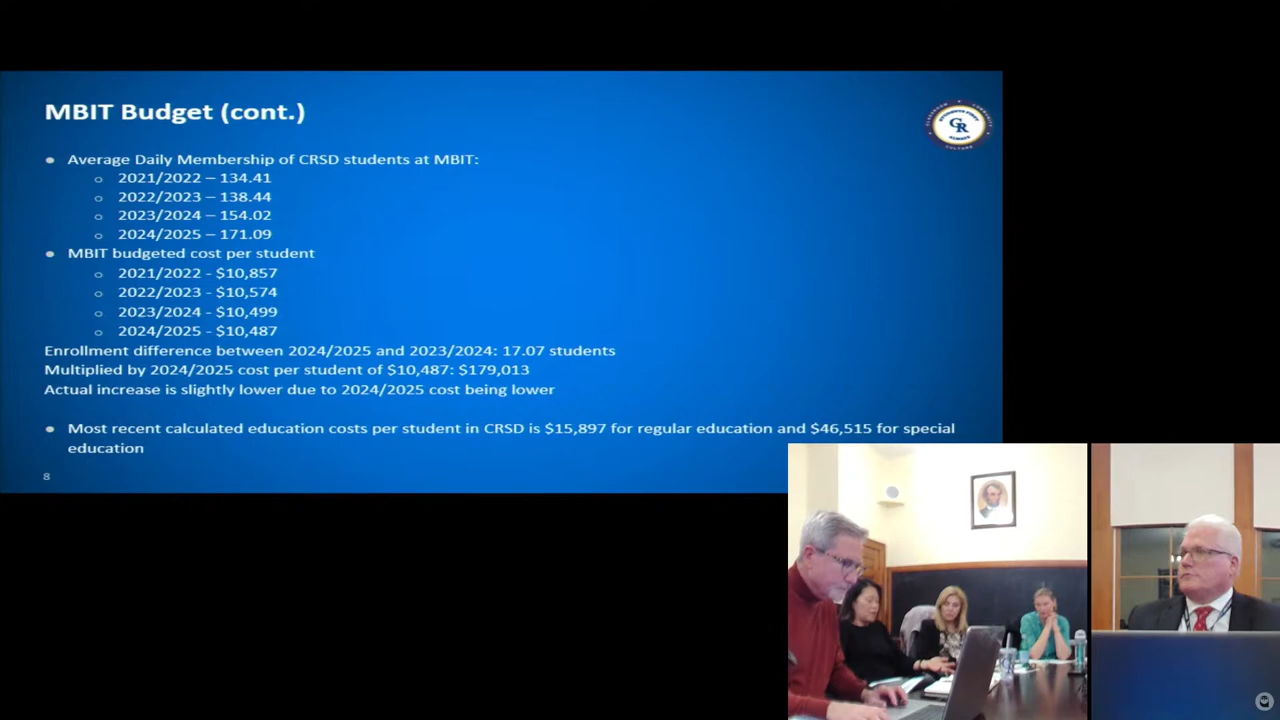 MBIT Budget (cont.)
GR
Average Daily Membership of CRSD students at MBIT:
2021/2022 – 134.41
2022/2023 – 138.44
2023/2024 – 154.02
2024/2025 – 171.09
MBIT budgeted cost per student
2021/2022 - $10,857
2022/2023 - $10,574
2023/2024 - $10,499
2024/2025 - $10,487
Enrollment difference between 2024/2025 and 2023/2024: 17.07 students
Multiplied by 2024/2025 cost per student of $10,487: $179,013
Actual increase is slightly lower due to 2024/2025 cost being lower
Most recent calculated education costs per student in CRSD is $15,897 for regular education and $46,515 for special
education
8